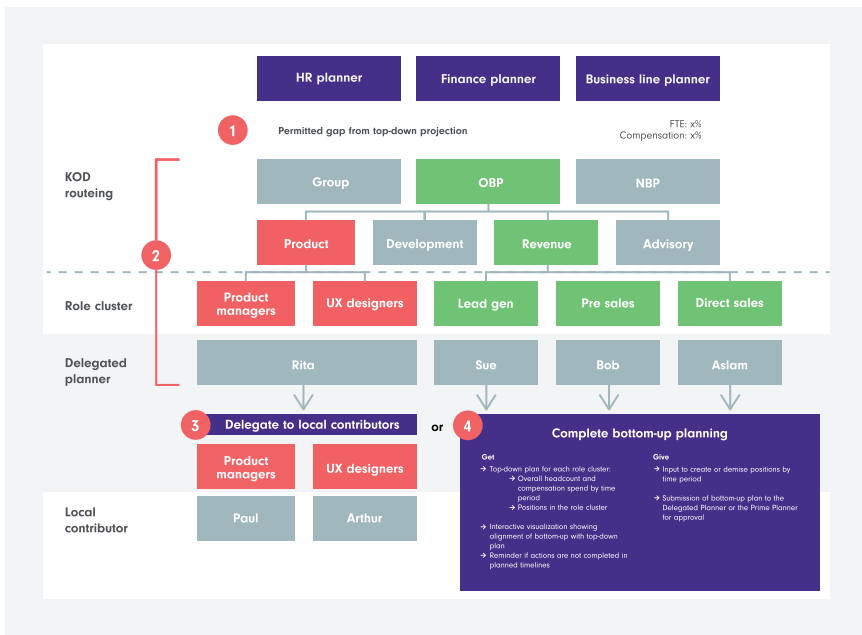 HR planner
Finance planner
Business line planner
1
Permitted gap from top-down projection
FTE: x%
Compensation: x%
KOD
routeing
Group
OBP
NBP
2
Product
Development
Revenue
Advisory
Role cluster
Product
managers
UX designers
Lead gen
Pre sales
Direct sales
Delegated
planner
Rita
Sue
Bob
Aslam
3
Delegate to local contributors
or
4
Complete bottom-up planning
Product
managers
UX designers
Get
→ Top-down plan for each role cluster:
→ Overall headcount and
compensation spend by time
period
→ Positions in the role cluster
→ Interactive visualization showing
alignment of bottom-up with top-down
plan
→ Reminder if actions are not completed in
planned timelines
Give
→ Input to create or demise positions by
time period
→ Submission of bottom-up plan to the
Delegated Planner or the Prime Planner
for approval
Local
contributor
Paul
Arthur